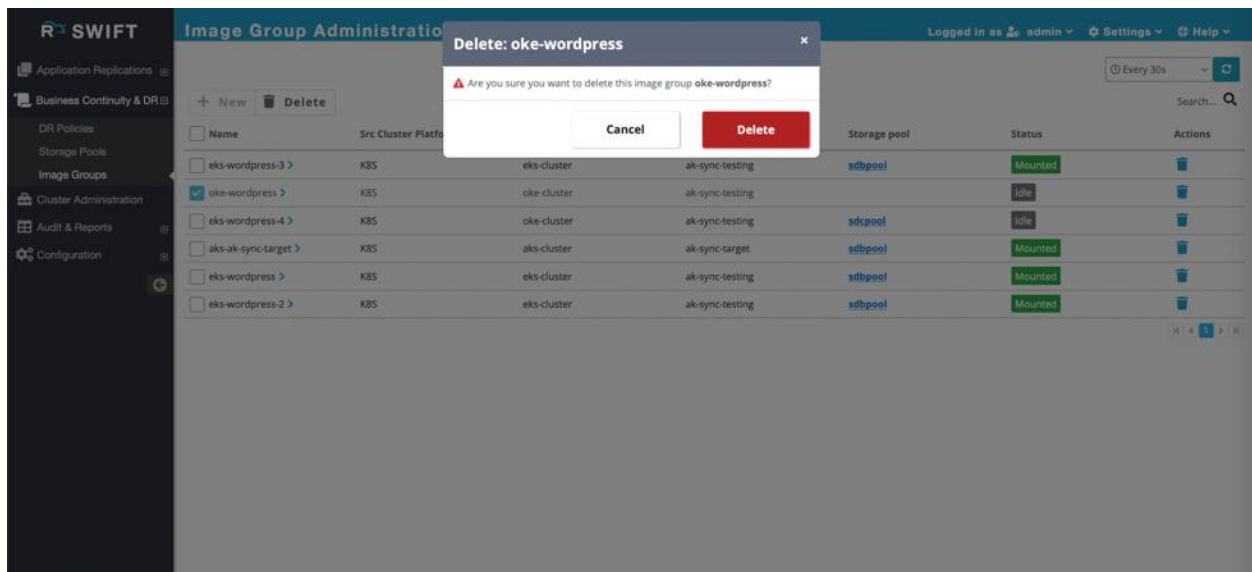 SWIFT
Image Group Administratio
Logged in as admin Settings Help
Delete: oke-wordpress ×
Are you sure you want to delete this image group oke-wordpress?
Cancel Delete
Application Replications
Business Continuity & DR
DR Policies
Storage Pools
Image Groups
Cluster Administration
Audit & Reports
Configuration
Every 30s
+ New Delete
Search...
Name Src Cluster Platfo Storage pool Status Actions
eks-wordpress-3 > K8S eks-cluster ak-sync-testing sdbpool Mounted
oke-wordpress > K8S oke-cluster ak-sync-testing Idle
eks-wordpress-4 > K8S oke-cluster ak-sync-testing sdcpool Idle
aks-ak-sync-target > K8S aks-cluster ak-sync-target sdbpool Mounted
eks-wordpress > K8S eks-cluster ak-sync-testing sdbpool Mounted
eks-wordpress-2 > K8S eks-cluster ak-sync-testing sdbpool Mounted
1